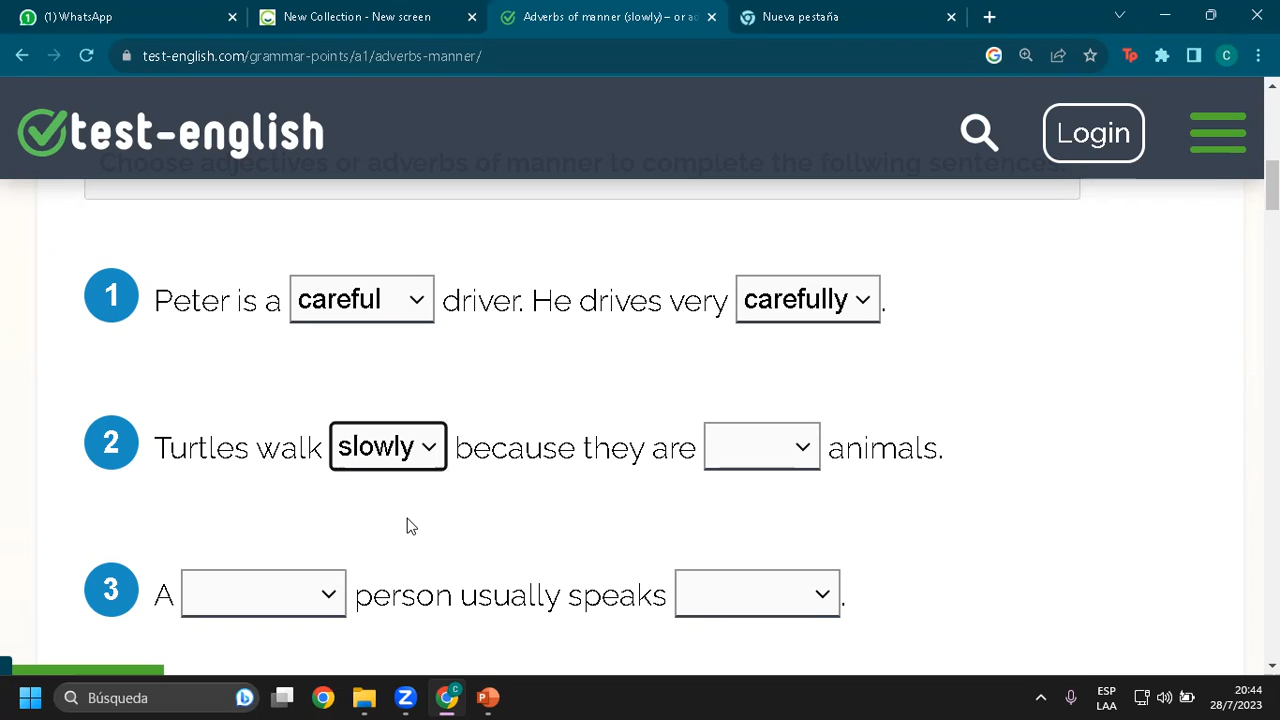 (1) WhatsApp
New Collection - New screen
Adverbs of manner (slowly) – or ad
Nueva pestaña
test-english.com/grammar-points/a1/adverbs-manner/
C
test-english
Login
Choose adjectives or adverbs of manner to complete the follwing sentences.
1 Peter is a careful driver. He drives very carefully.
2 Turtles walk slowly because they are animals.
3 A person usually speaks .
Búsqueda
ESP
LAA
20:44
28/7/2023